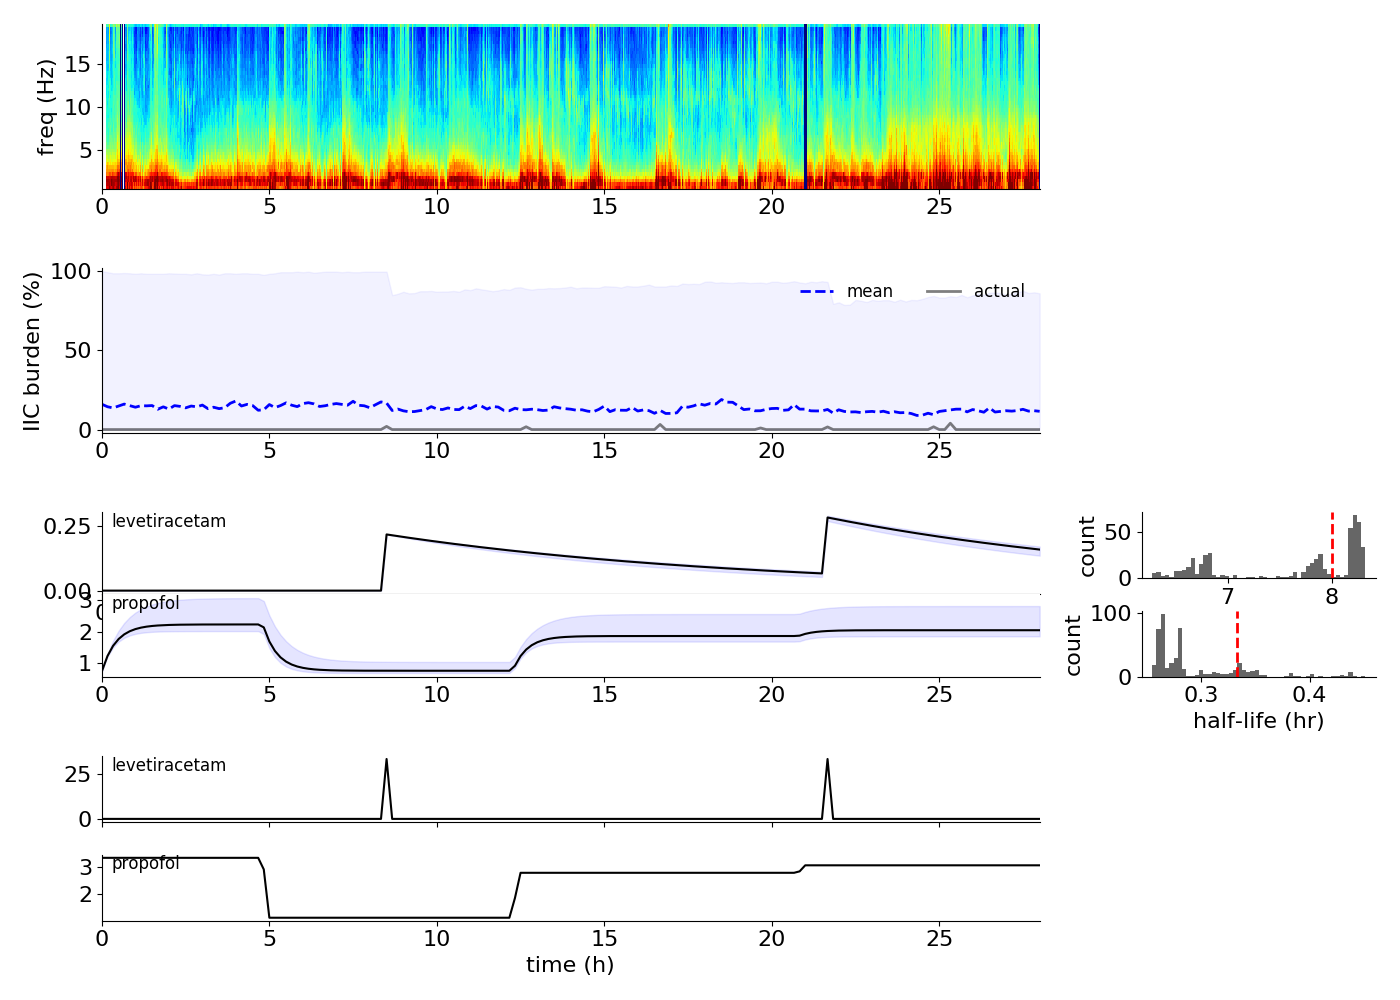 freq (Hz)
15
10
5
0 5 10 15 20 25
IIC burden (%)
100
50
0
mean
actual
0 5 10 15 20 25
levetiracetam
0.25
0.00
0
propofol
3
2
1
0 5 10 15 20 25
count
50
0
7 8
count
100
0
0.3 0.4
half-life (hr)
levetiracetam
25
0
propofol
3
2
0 5 10 15 20 25
time (h)